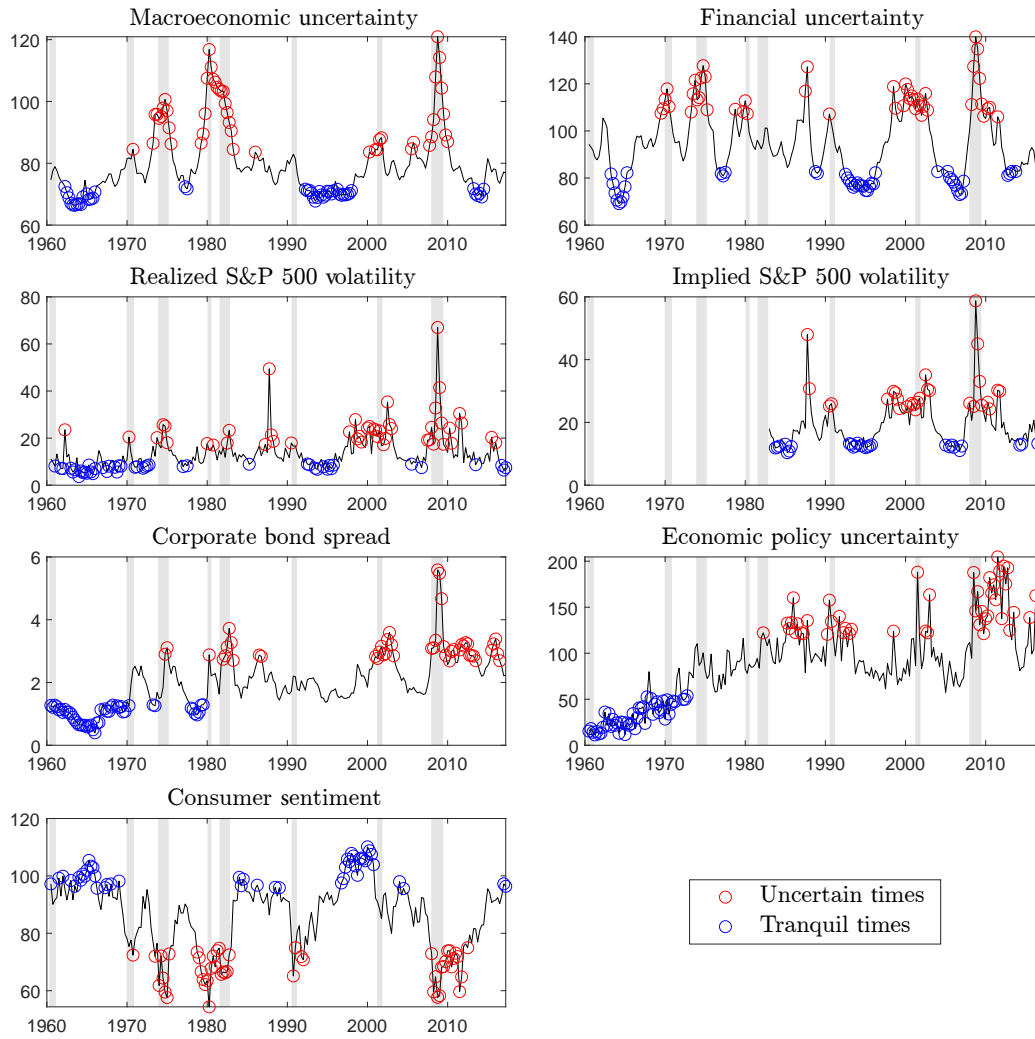 Macroeconomic uncertainty
120
100
80
60
1960 1970 1980 1990 2000 2010
Financial uncertainty
140
120
100
80
60
1960 1970 1980 1990 2000 2010
Realized S&P 500 volatility
80
60
40
20
0
1960 1970 1980 1990 2000 2010
Implied S&P 500 volatility
60
40
20
0
1960 1970 1980 1990 2000 2010
Corporate bond spread
6
4
2
0
1960 1970 1980 1990 2000 2010
Economic policy uncertainty
200
150
100
50
0
1960 1970 1980 1990 2000 2010
Consumer sentiment
120
100
80
60
1960 1970 1980 1990 2000 2010
Uncertain times
Tranquil times